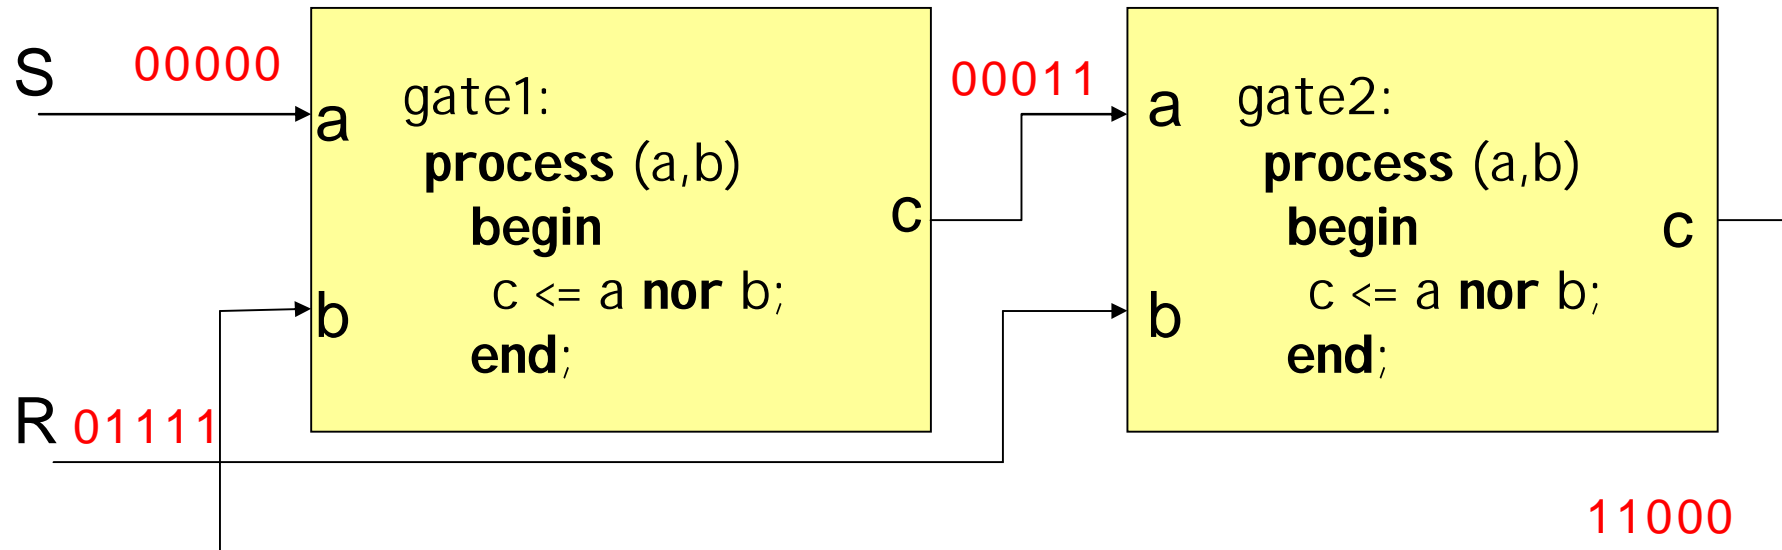 S
00000
a
gate1:
process (a,b)
begin
c <= a nor b;
end;
b
c
R
01111
00011
a
gate2:
process (a,b)
begin
c <= a nor b;
end;
b
c
11000